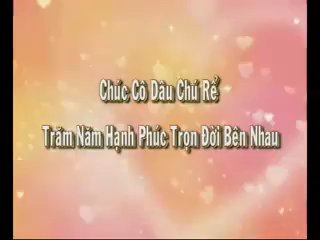 Chúc Cô Dâu Chú Rể
Trăm Năm Hạnh Phúc Trọn Đời Bên Nhau